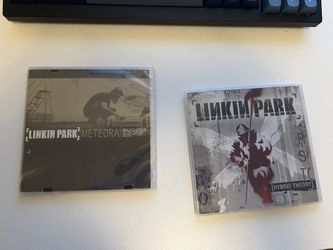 [LINKIN PARK] METEORA
LINKIN PARK
[HYBRID THEORY]